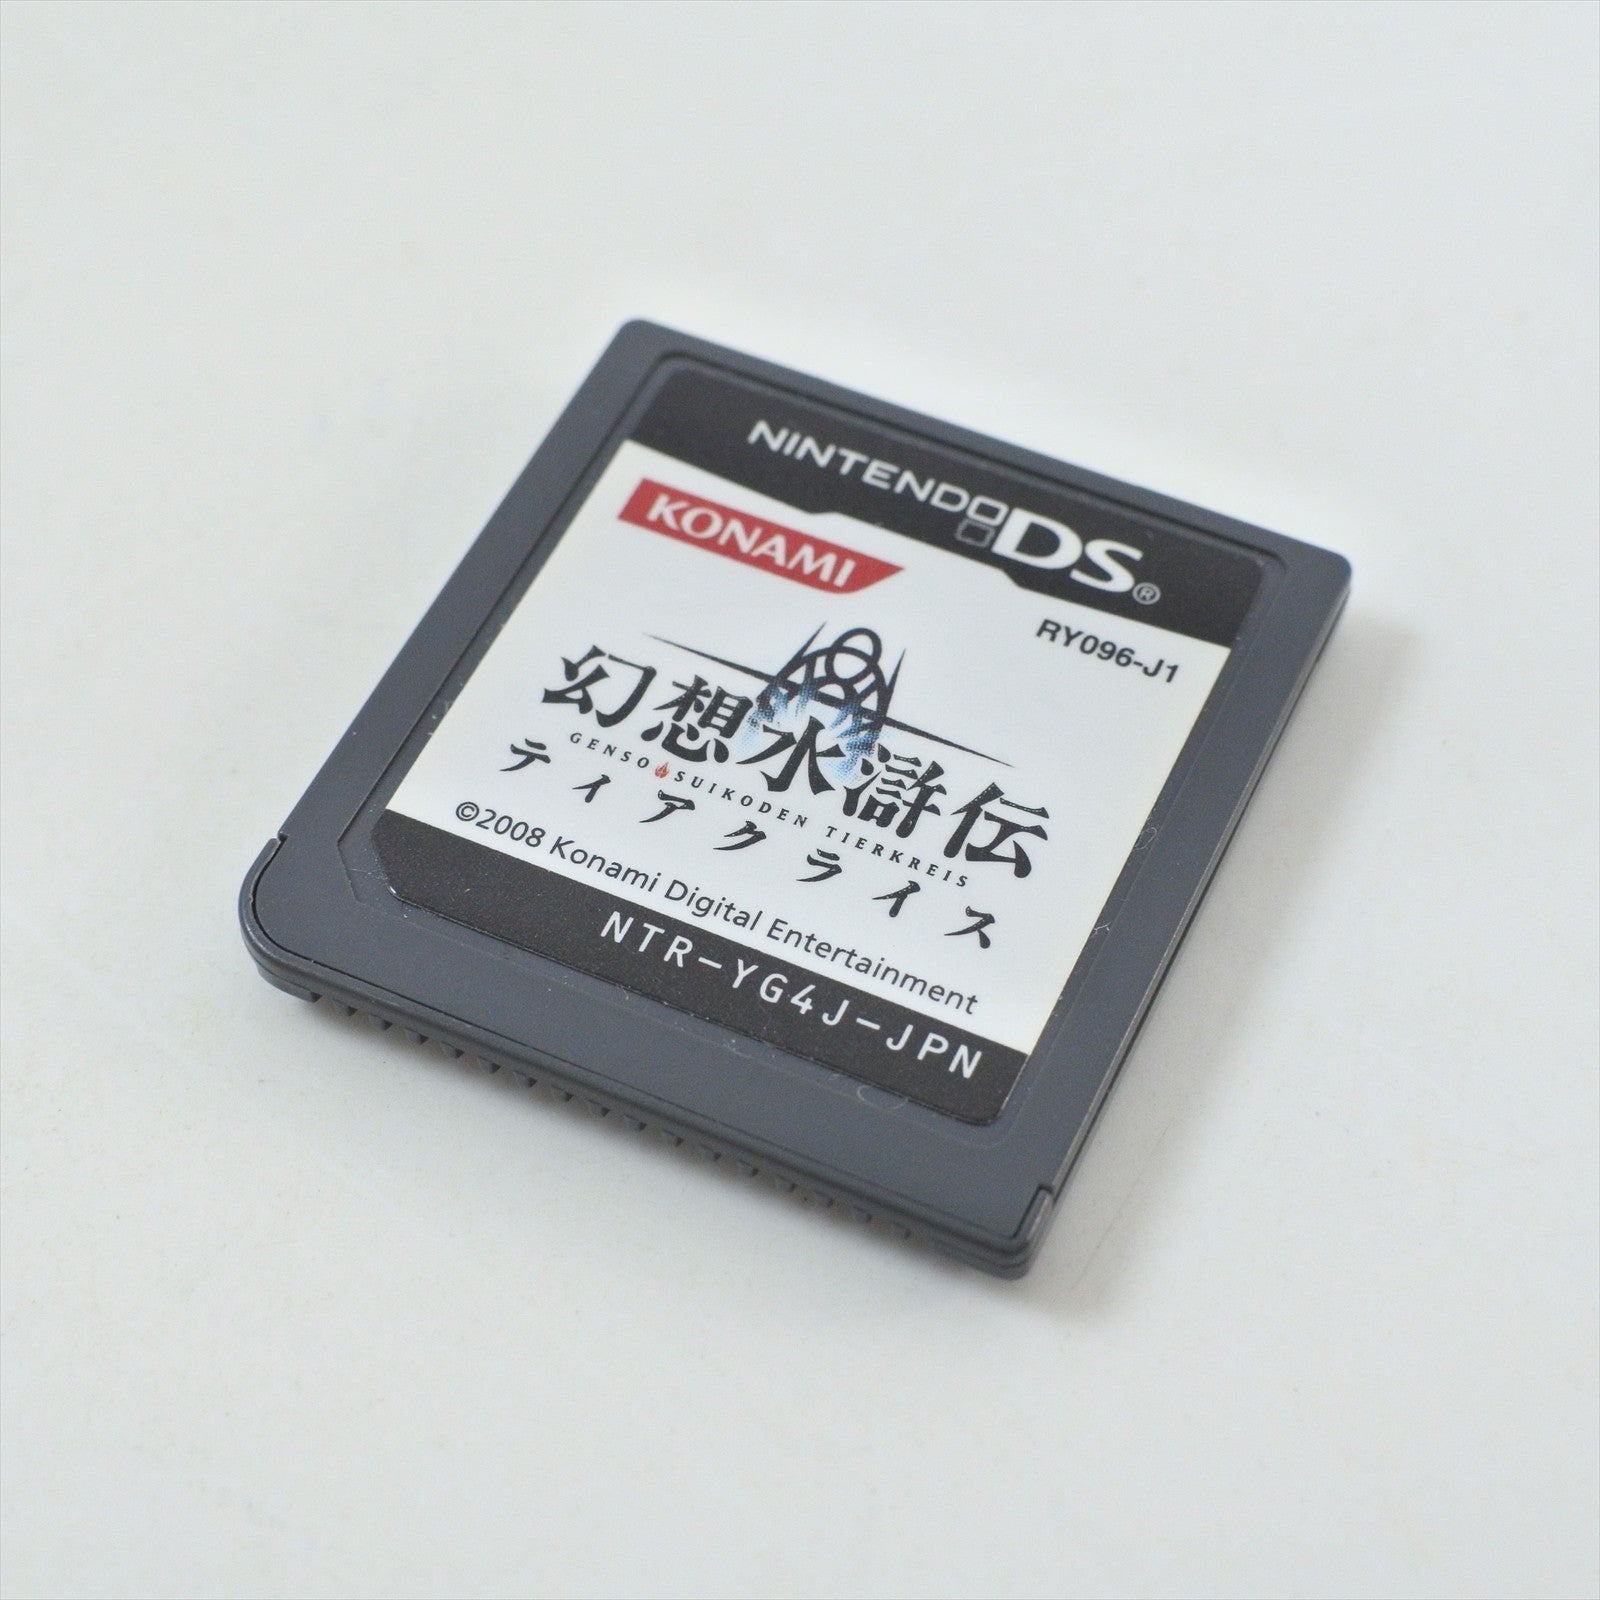 NINTENDO DS®
KONAMI
RY096-J1
幻想水滸伝
GENSO SUIKODEN TIERKREIS
ティアクライス
©2008 Konami Digital Entertainment
NTR-YG4J-JPN